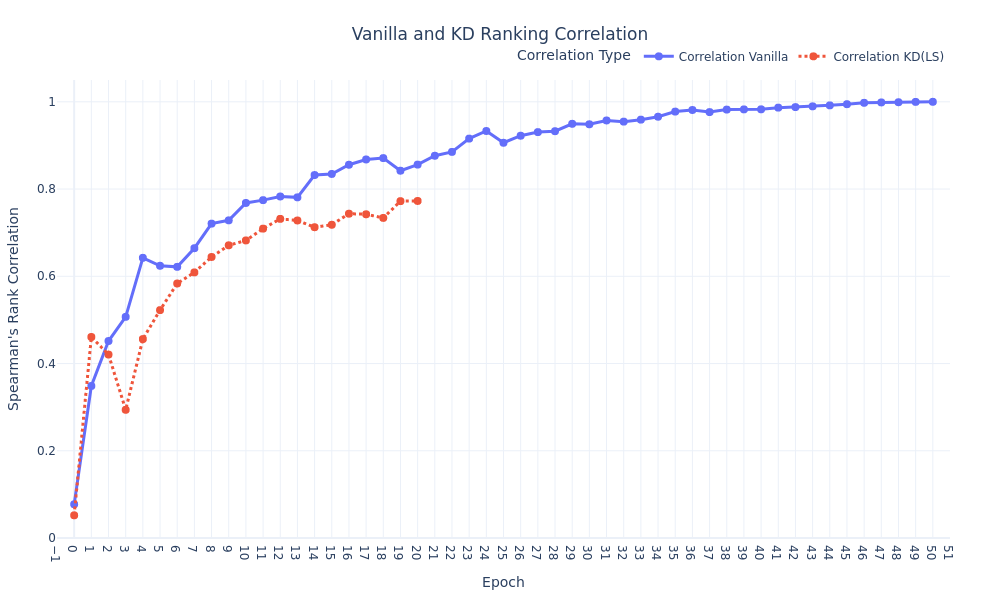 Vanilla and KD Ranking Correlation
Correlation Type Correlation Vanilla Correlation KD(LS)
Spearman's Rank Correlation
1
0.8
0.6
0.4
0.2
0
−1 0 1 2 3 4 5 6 7 8 9 10 11 12 13 14 15 16 17 18 19 20 21 22 23 24 25 26 27 28 29 30 31 32 33 34 35 36 37 38 39 40 41 42 43 44 45 46 47 48 49 50 51
Epoch